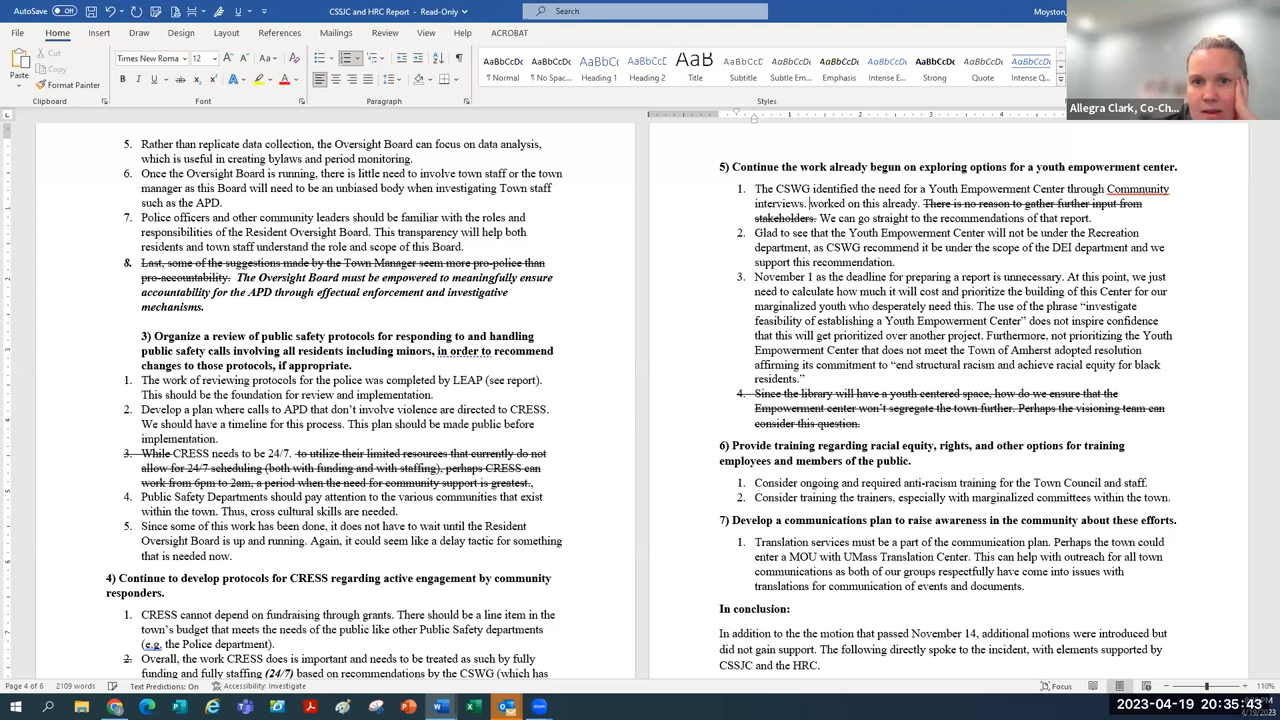 AutoSave Off
CSSJC and HRC Report - Read-Only
Search
Moyston,
File Home Insert Draw Design Layout References Mailings Review View Help ACROBAT
Paste
Cut
Copy
Format Painter
Clipboard
Times New Roma 12
Font
Paragraph
AaBbCcDc AaBbCcDc AaBbC AaBbCcC AaB AaBbCcD AaBbCcDc AaBbCcDc AaBbCcDc AaBbCcDc AaBbCcDc AaBbCcDc
¶ Normal ¶ No Spac... Heading 1 Heading 2 Title Subtitle Subtle Em... Emphasis Intense E... Strong Quote Intense Q...
Styles
Allegra Clark, Co-Ch...
5. Rather than replicate data collection, the Oversight Board can focus on data analysis,
which is useful in creating bylaws and period monitoring.
6. Once the Oversight Board is running, there is little need to involve town staff or the town
manager as this Board will need to be an unbiased body when investigating Town staff
such as the APD.
7. Police officers and other community leaders should be familiar with the roles and
responsibilities of the Resident Oversight Board. This transparency will help both
residents and town staff understand the role and scope of this Board.
8. Last, some of the suggestions made by the Town Manager seem more pro-police than
pro-accountability. The Oversight Board must be empowered to meaningfully ensure
accountability for the APD through effectual enforcement and investigative
mechanisms.
3) Organize a review of public safety protocols for responding to and handling
public safety calls involving all residents including minors, in order to recommend
changes to those protocols, if appropriate.
1. The work of reviewing protocols for the police was completed by LEAP (see report).
This should be the foundation for review and implementation.
2. Develop a plan where calls to APD that don't involve violence are directed to CRESS.
We should have a timeline for this process. This plan should be made public before
implementation.
3. While CRESS needs to be 24/7. to utilize their limited resources that currently do not
allow for 24/7 scheduling (both with funding and with staffing), perhaps CRESS can
work from 6pm to 2am, a period when the need for community support is greatest.,
4. Public Safety Departments should pay attention to the various communities that exist
within the town. Thus, cross cultural skills are needed.
5. Since some of this work has been done, it does not have to wait until the Resident
Oversight Board is up and running. Again, it could seem like a delay tactic for something
that is needed now.
4) Continue to develop protocols for CRESS regarding active engagement by community
responders.
1. CRESS cannot depend on fundraising through grants. There should be a line item in the
town's budget that meets the needs of the public like other Public Safety departments
(e.g. the Police department).
2. Overall, the work CRESS does is important and needs to be treated as such by fully
funding and fully staffing (24/7) based on recommendations by the CSWG (which has
5) Continue the work already begun on exploring options for a youth empowerment center.
1. The CSWG identified the need for a Youth Empowerment Center through Commnunity
interviews. worked on this already. There is no reason to gather further input from
stakeholders. We can go straight to the recommendations of that report.
2. Glad to see that the Youth Empowerment Center will not be under the Recreation
department, as CSWG recommend it be under the scope of the DEI department and we
support this recommendation.
3. November 1 as the deadline for preparing a report is unnecessary. At this point, we just
need to calculate how much it will cost and prioritize the building of this Center for our
marginalized youth who desperately need this. The use of the phrase “investigate
feasibility of establishing a Youth Empowerment Center” does not inspire confidence
that this will get prioritized over another project. Furthermore, not prioritizing the Youth
Empowerment Center that does not meet the Town of Amherst adopted resolution
affirming its commitment to “end structural racism and achieve racial equity for black
residents.”
4. Since the library will have a youth centered space, how do we ensure that the
Empowerment center won't segregate the town further. Perhaps the visioning team can
consider this question.
6) Provide training regarding racial equity, rights, and other options for training
employees and members of the public.
1. Consider ongoing and required anti-racism training for the Town Council and staff.
2. Consider training the trainers, especially with marginalized committees within the town.
7) Develop a communications plan to raise awareness in the community about these efforts.
1. Translation services must be a part of the communication plan. Perhaps the town could
enter a MOU with UMass Translation Center. This can help with outreach for all town
communications as both of our groups respectfully have come into issues with
translations for communication of events and documents.
In conclusion:
In addition to the the motion that passed November 14, additional motions were introduced but
did not gain support. The following directly spoke to the incident, with elements supported by
CSSJC and the HRC.
Page 4 of 6 2109 words Text Predictions: On Accessibility: Investigate Focus 110%
2023-04-19 20:35:43